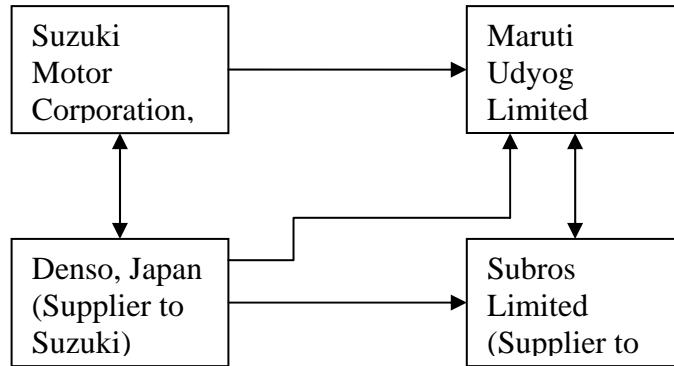 Suzuki
Motor
Corporation,
Maruti
Udyog
Limited
Denso, Japan
(Supplier to
Suzuki)
Subros
Limited
(Supplier to